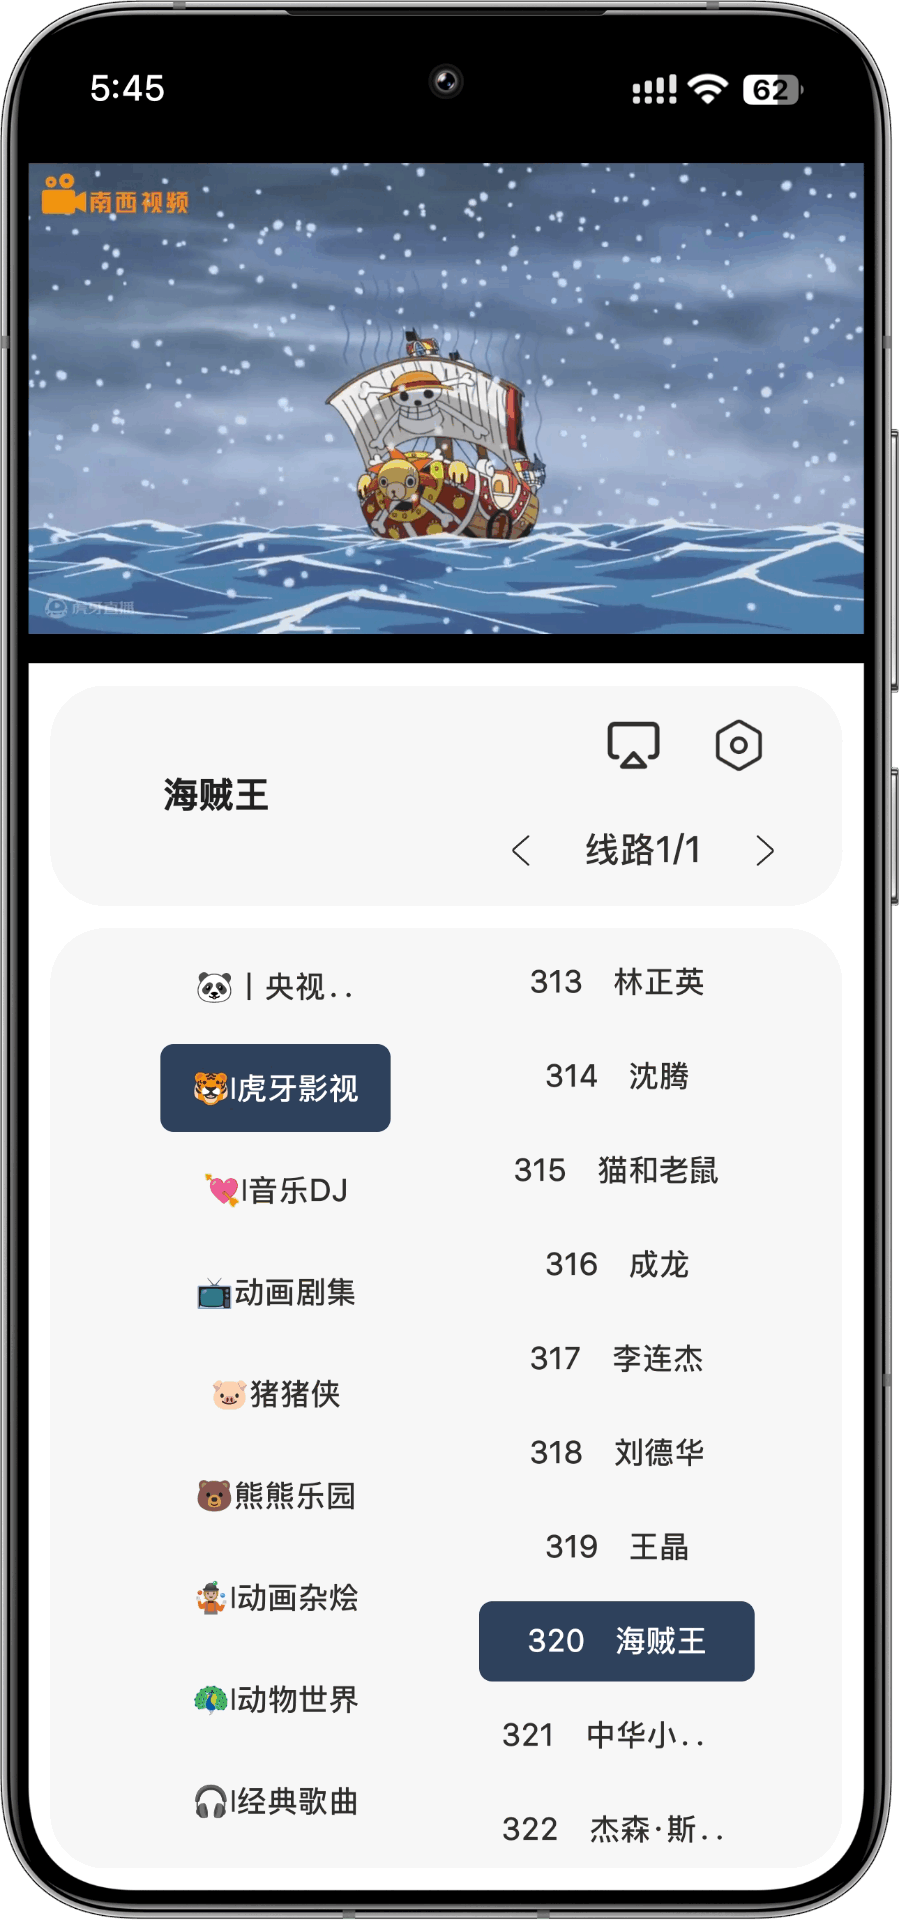 5:45
62
南西视频
虎牙直播
海贼王
线路1/1
🐼丨央视..
🐯|虎牙影视
💘|音乐DJ
📺动画剧集
🐷猪猪侠
🐻熊熊乐园
🤹|动画杂烩
🦚|动物世界
🎧|经典歌曲
313 林正英
314 沈腾
315 猫和老鼠
316 成龙
317 李连杰
318 刘德华
319 王晶
320 海贼王
321 中华小..
322 杰森·斯..